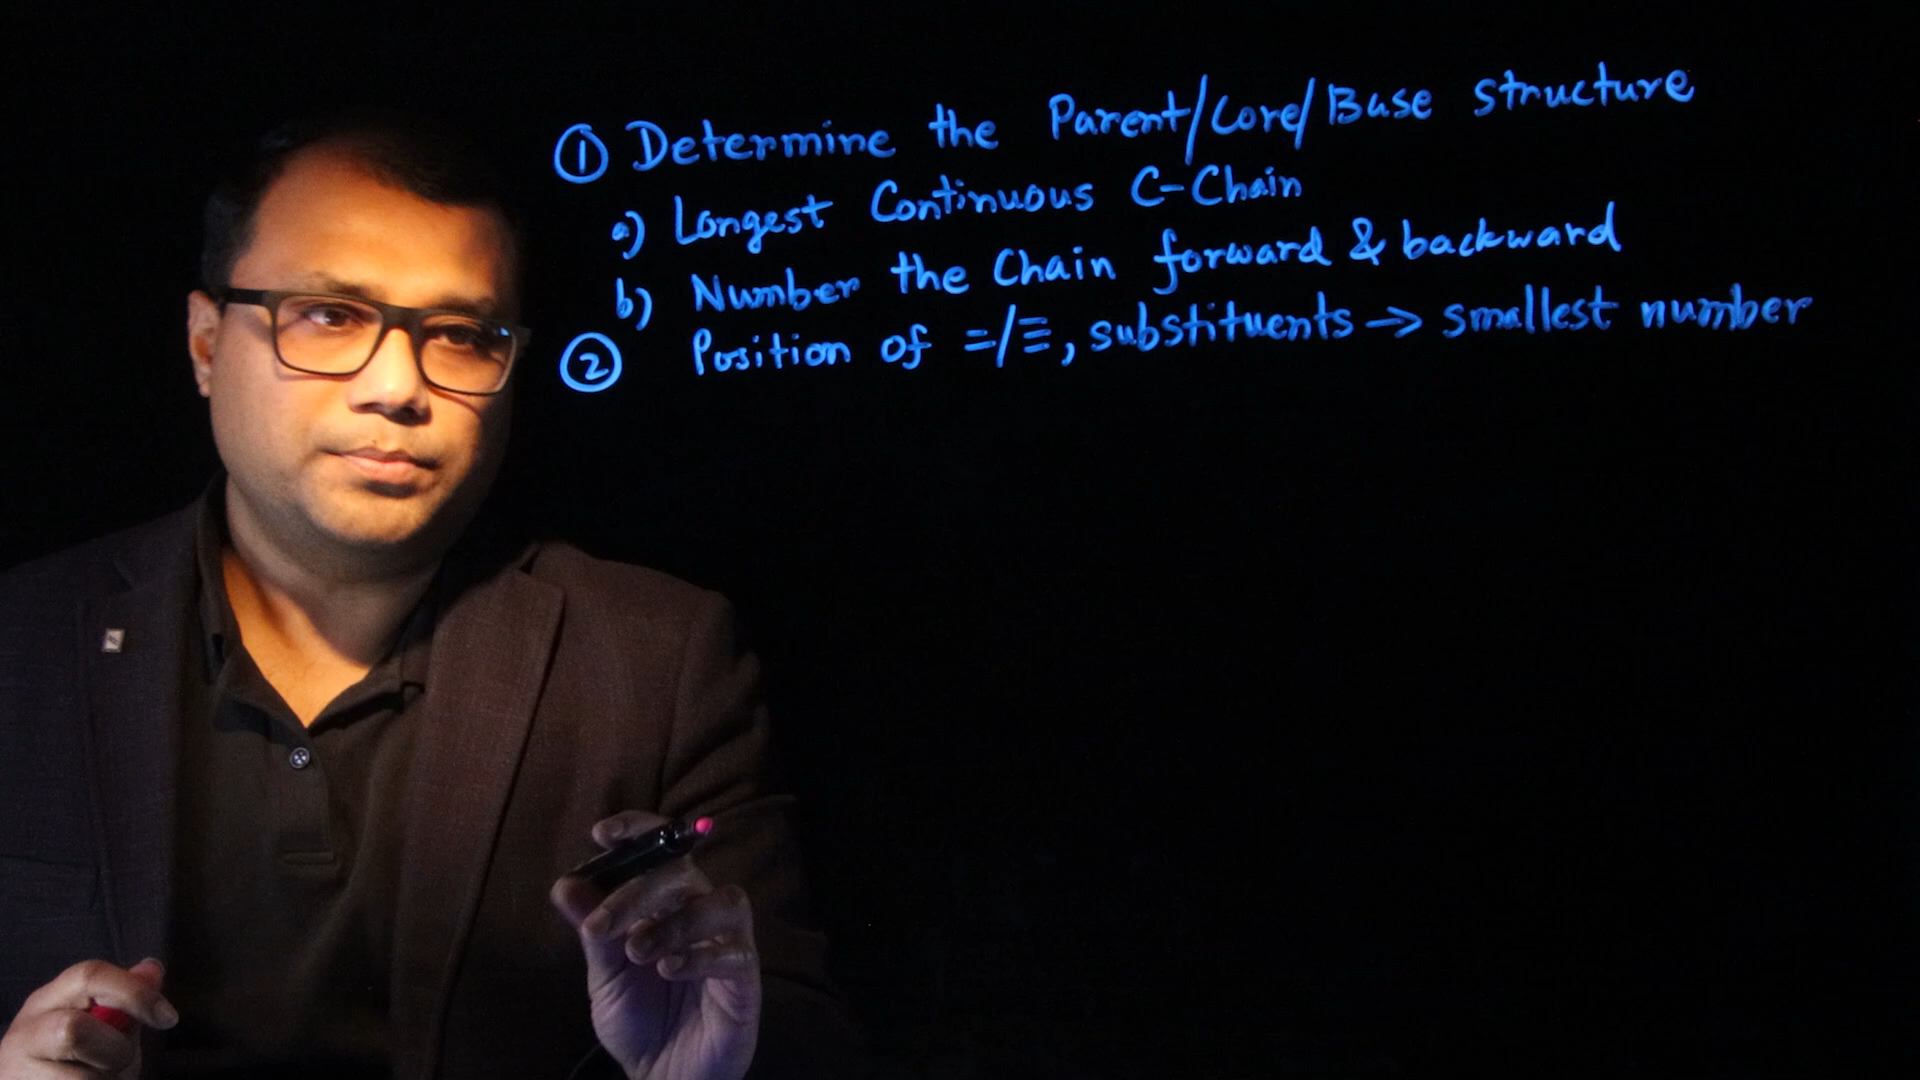 ① Determine the Parent/Core/Base structure
a) Longest Continuous C-Chain
b) Number the Chain forward & backward
② Position of =/≡, substituents → smallest number